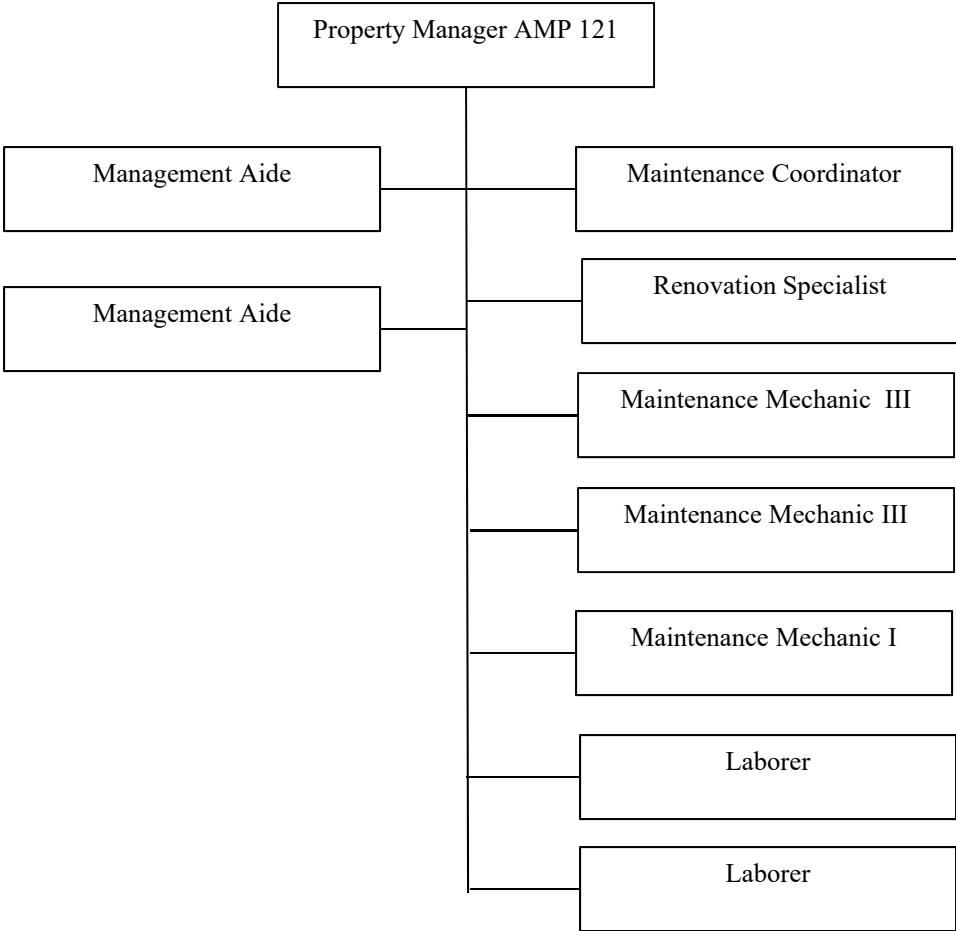 Property Manager AMP 121
Management Aide
Maintenance Coordinator
Renovation Specialist
Management Aide
Maintenance Mechanic  III
Maintenance Mechanic III
Maintenance Mechanic I
Laborer
Laborer